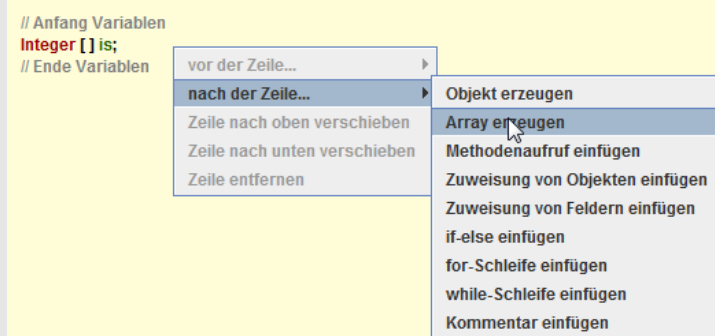 // Anfang Variablen
Integer [ ] is;
// Ende Variablen
vor der Zeile...
nach der Zeile...
Zeile nach oben verschieben
Zeile nach unten verschieben
Zeile entfernen
Objekt erzeugen
Array erzeugen
Methodenaufruf einfügen
Zuweisung von Objekten einfügen
Zuweisung von Feldern einfügen
if-else einfügen
for-Schleife einfügen
while-Schleife einfügen
Kommentar einfügen